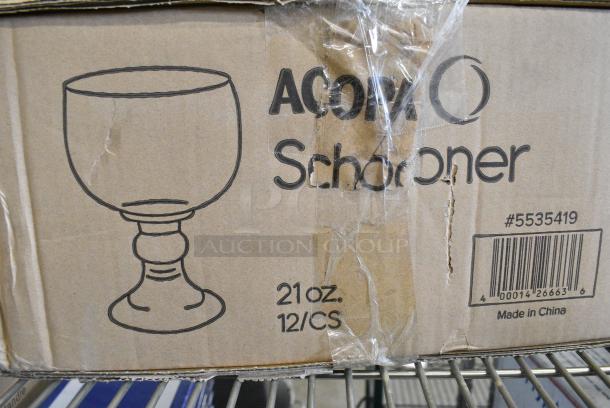 ACOPA
Schooner
#5535419
AUCTION GROUP
21 oz.
12/CS
4 00014 26663 6
Made in China